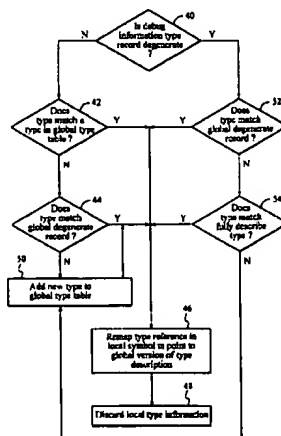 40
Is debug
information type
record degenerate
?
N
Y
42
52
Does
type match a
type in global type
table ?
Y
Y
Does
type match
global degenerate
record ?
N
N
44
54
Does
type match
global degenerate
record ?
Y
Y
Does
type match
fully describe
type ?
N
N
50
Add new type to
global type table
46
Remap type reference in
local symbol to point to
global version of type
description
48
Discard local type information